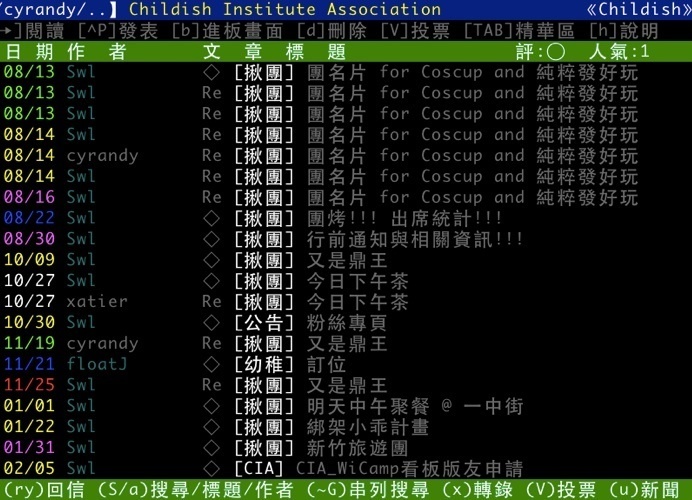 /cyrandy/..】Childish Institute Association 《Childish》
→]閱讀 [^P]發表 [b]進板畫面 [d]刪除 [V]投票 [TAB]精華區 [h]說明
日 期 作 者 文 章 標 題 評:○ 人氣:1
08/13 Swl ◇ [揪團] 團名片 for Coscup and 純粹發好玩
08/13 Swl Re [揪團] 團名片 for Coscup and 純粹發好玩
08/13 Swl Re [揪團] 團名片 for Coscup and 純粹發好玩
08/14 Swl Re [揪團] 團名片 for Coscup and 純粹發好玩
08/14 cyrandy Re [揪團] 團名片 for Coscup and 純粹發好玩
08/14 Swl Re [揪團] 團名片 for Coscup and 純粹發好玩
08/16 Swl Re [揪團] 團名片 for Coscup and 純粹發好玩
08/22 Swl ◇ [揪團] 團烤!!! 出席統計!!!
08/30 Swl ◇ [揪團] 行前通知與相關資訊!!!
10/09 Swl ◇ [揪團] 又是鼎王
10/27 Swl ◇ [揪團] 今日下午茶
10/27 xatier Re [揪團] 今日下午茶
10/30 Swl ◇ [公告] 粉絲專頁
11/19 cyrandy Re [揪團] 又是鼎王
11/21 floatJ ◇ [幼稚] 訂位
11/25 Swl Re [揪團] 又是鼎王
01/01 Swl ◇ [揪團] 明天中午聚餐 @ 一中街
01/22 Swl ◇ [揪團] 綁架小乖計畫
01/31 Swl ◇ [揪團] 新竹旅遊團
02/05 Swl ◇ [CIA] CIA_WiCamp看板版友申請
(ry)回信 (S/a)搜尋/標題/作者 (~G)串列搜尋 (x)轉錄 (V)投票 (u)新聞